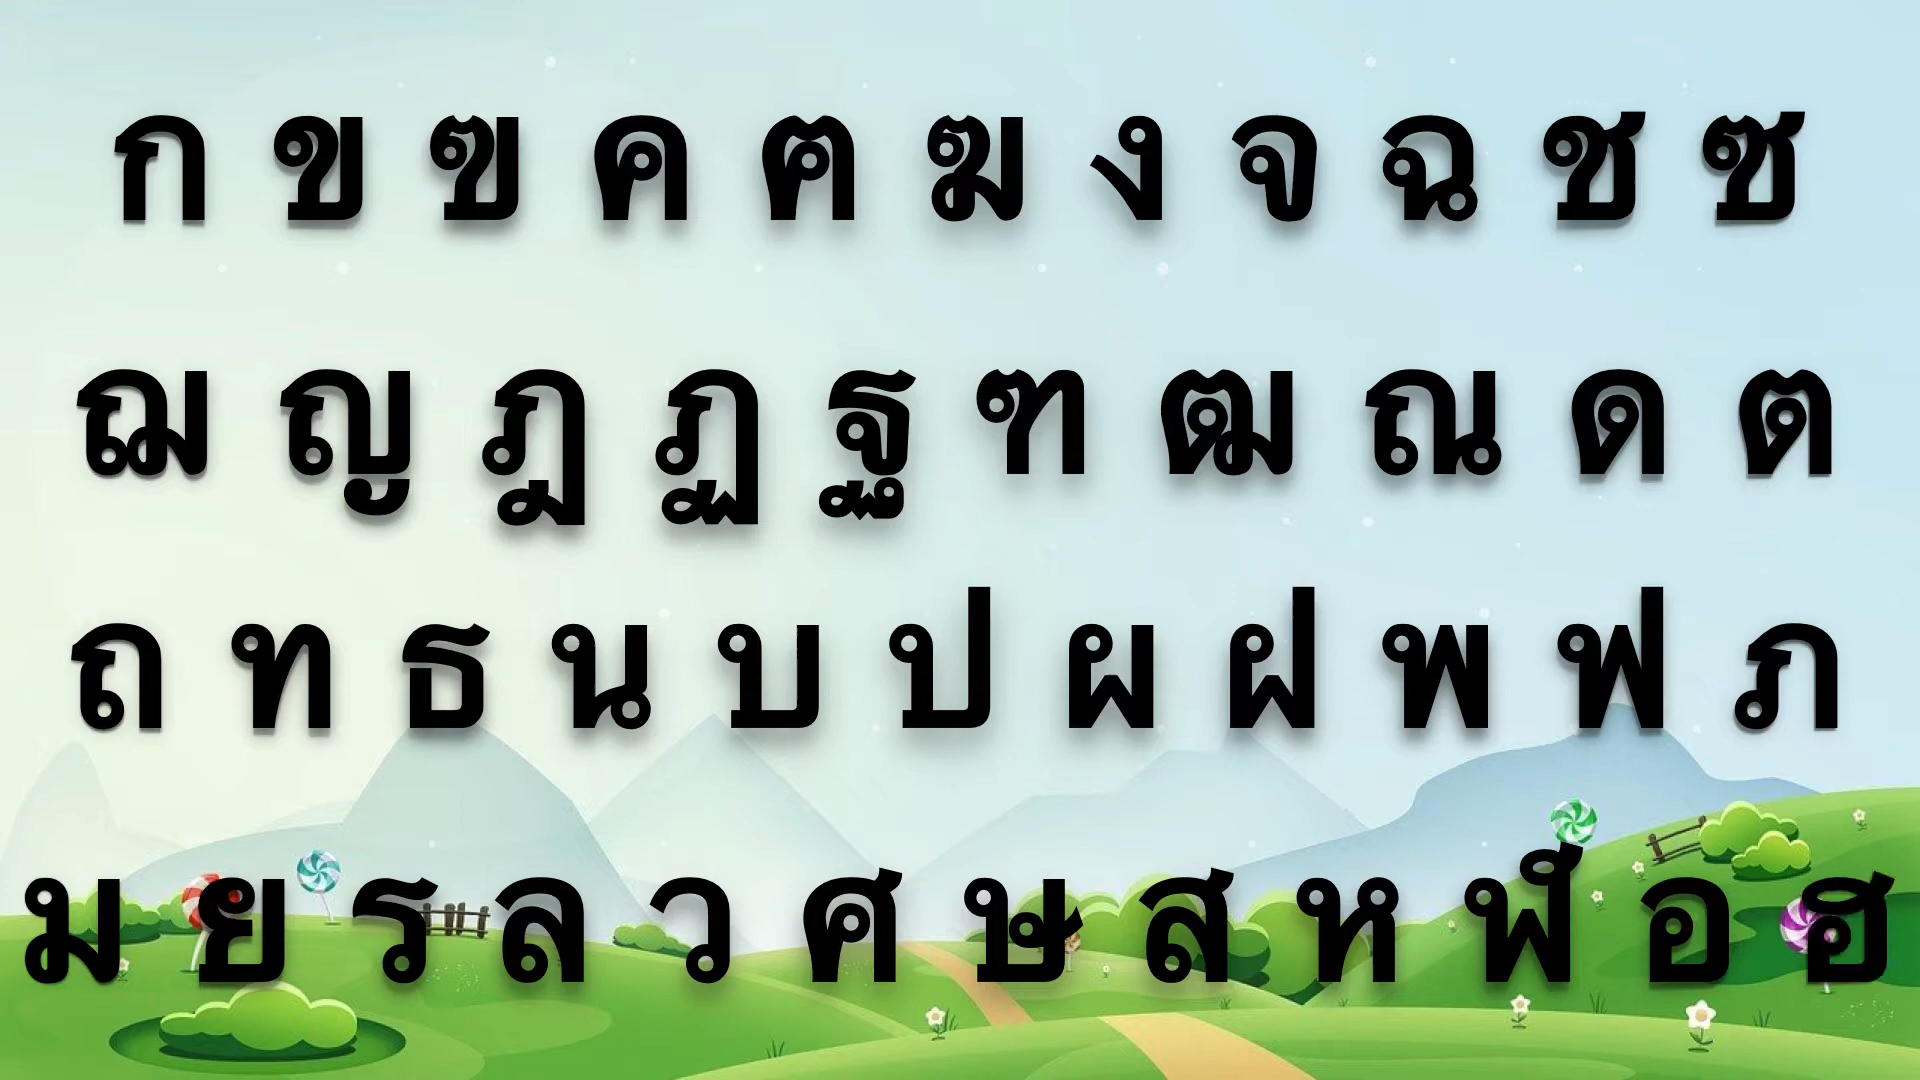 ก ข ฃ ค ฅ ฆ ง จ ฉ ช ซ
ฌ ญ ฎ ฏ ฐ ฑ ฒ ณ ด ต
ถ ท ธ น บ ป ผ ฝ พ ฟ ภ
ม ย ร ล ว ศ ษ ส ห ฬ อ ฮ